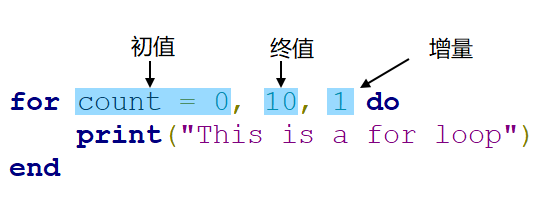 初值 终值 增量
for count = 0, 10, 1 do
    print("This is a for loop")
end